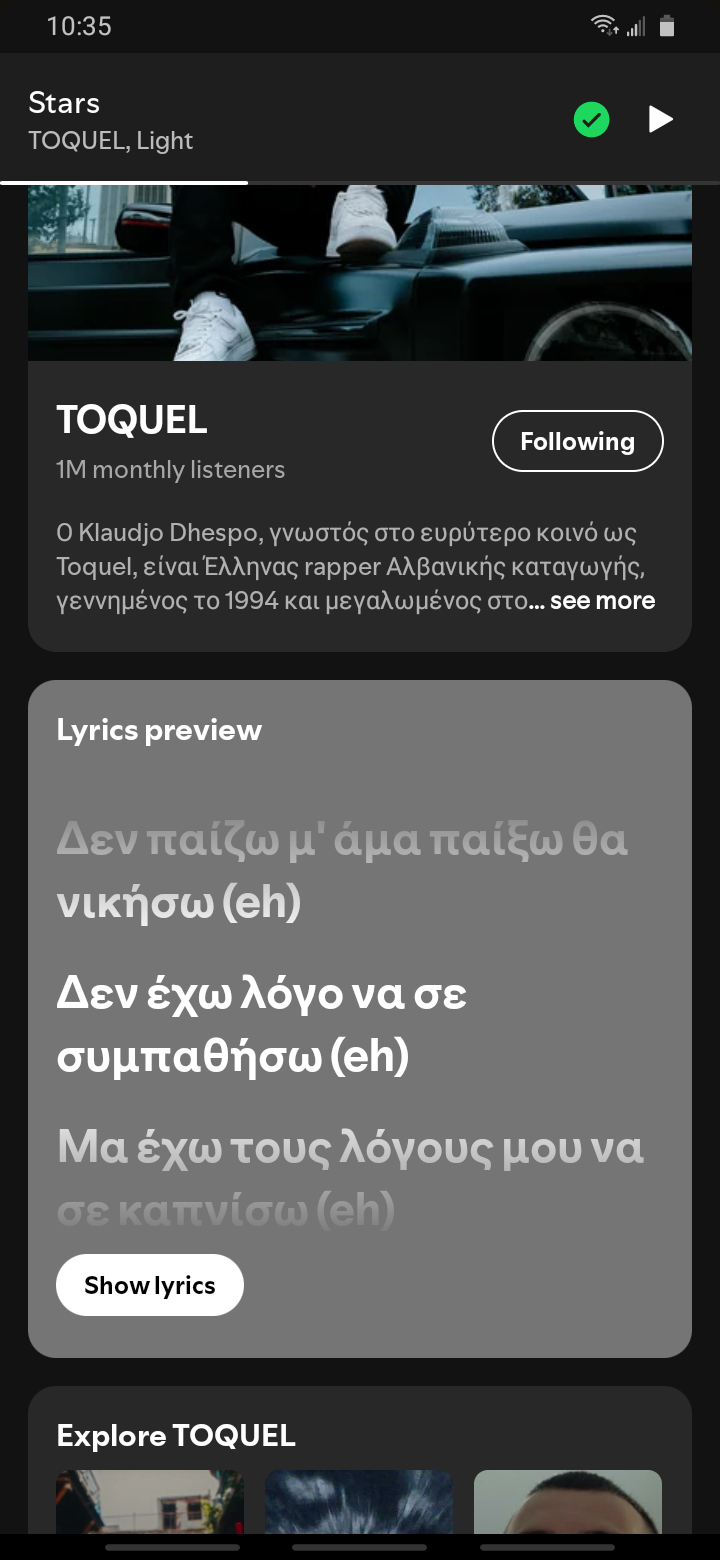 10:35
Stars
TOQUEL, Light
TOQUEL
Following
1M monthly listeners
Ο Klaudjo Dhespo, γνωστός στο ευρύτερο κοινό ως
Toquel, είναι Έλληνας rapper Αλβανικής καταγωγής,
γεννημένος το 1994 και μεγαλωμένος στο... see more
Lyrics preview
Δεν παίζω μ' άμα παίξω θα
νικήσω (eh)
Δεν έχω λόγο να σε
συμπαθήσω (eh)
Μα έχω τους λόγους μου να
σε καπνίσω (eh)
Show lyrics
Explore TOQUEL